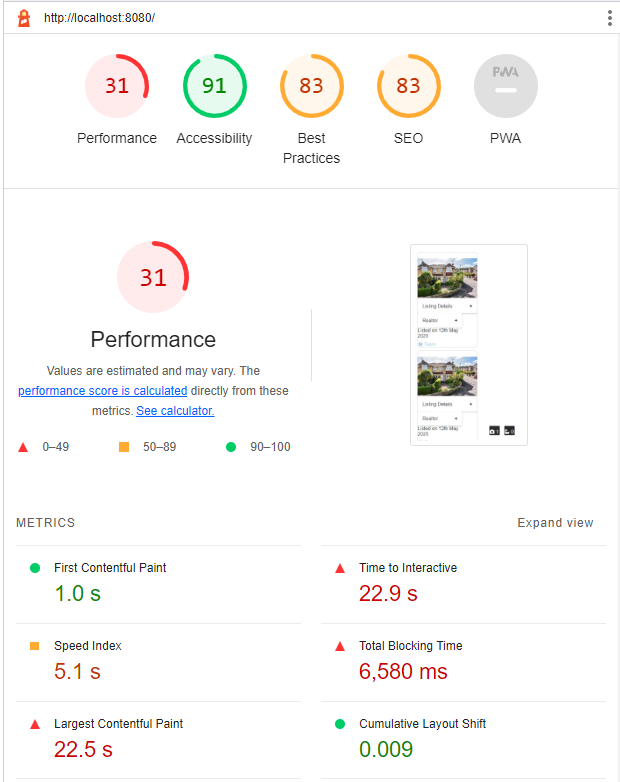 http://localhost:8080/
31
91
83
83
PWA
Performance
Accessibility
Best
Practices
SEO
PWA
31
Performance
Values are estimated and may vary. The
performance score is calculated directly from these
metrics. See calculator.
0–49
50–89
90–100
Listing Details
Realtor
Listed on 12th May
2025
Listing Details
Realtor
Listed on 12th May
2025
METRICS
Expand view
First Contentful Paint
1.0 s
Time to Interactive
22.9 s
Speed Index
5.1 s
Total Blocking Time
6,580 ms
Largest Contentful Paint
22.5 s
Cumulative Layout Shift
0.009